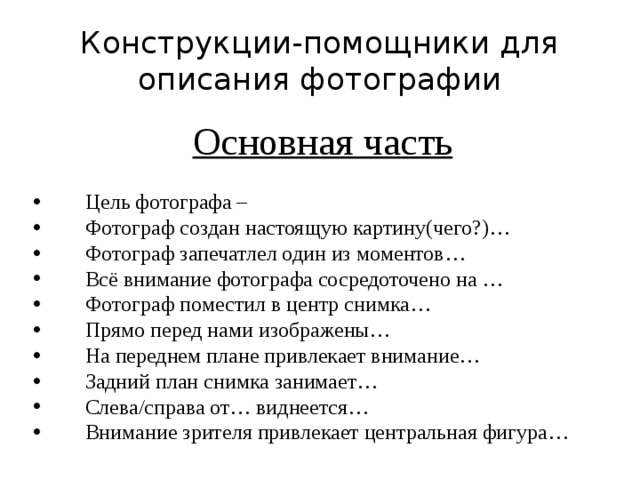 Конструкции-помощники для
описания фотографии
Основная часть
• Цель фотографа –
• Фотограф создан настоящую картину(чего?)…
• Фотограф запечатлел один из моментов…
• Всё внимание фотографа сосредоточено на …
• Фотограф поместил в центр снимка…
• Прямо перед нами изображены…
• На переднем плане привлекает внимание…
• Задний план снимка занимает…
• Слева/справа от… виднеется…
• Внимание зрителя привлекает центральная фигура…